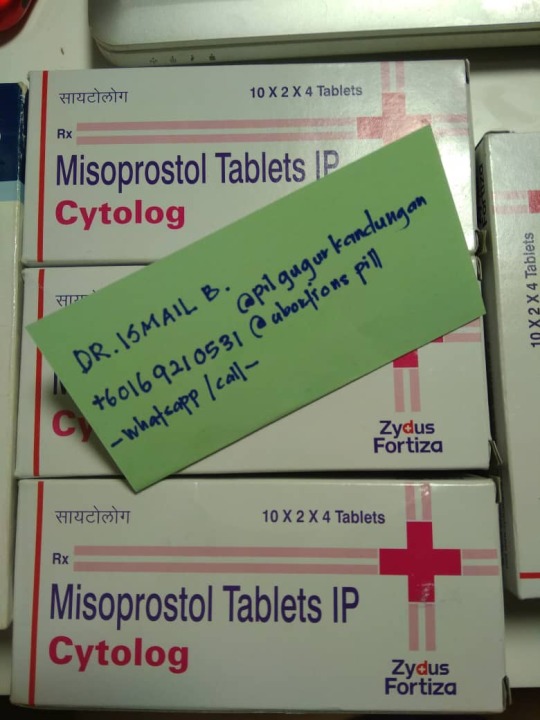 सायटोलोग
10 X 2 X 4 Tablets
Rx
Misoprostol Tablets IP
Cytolog
DR. ISMAIL B.
@pil gugur kandungan
+60169210531 @ abortions pill
-whatsapp / call-
Zydus
Fortiza
सायटोलोग
10 X 2 X 4 Tablets
Rx
Misoprostol Tablets IP
Cytolog
Zydus
Fortiza
10 X 2 X 4 Tablets